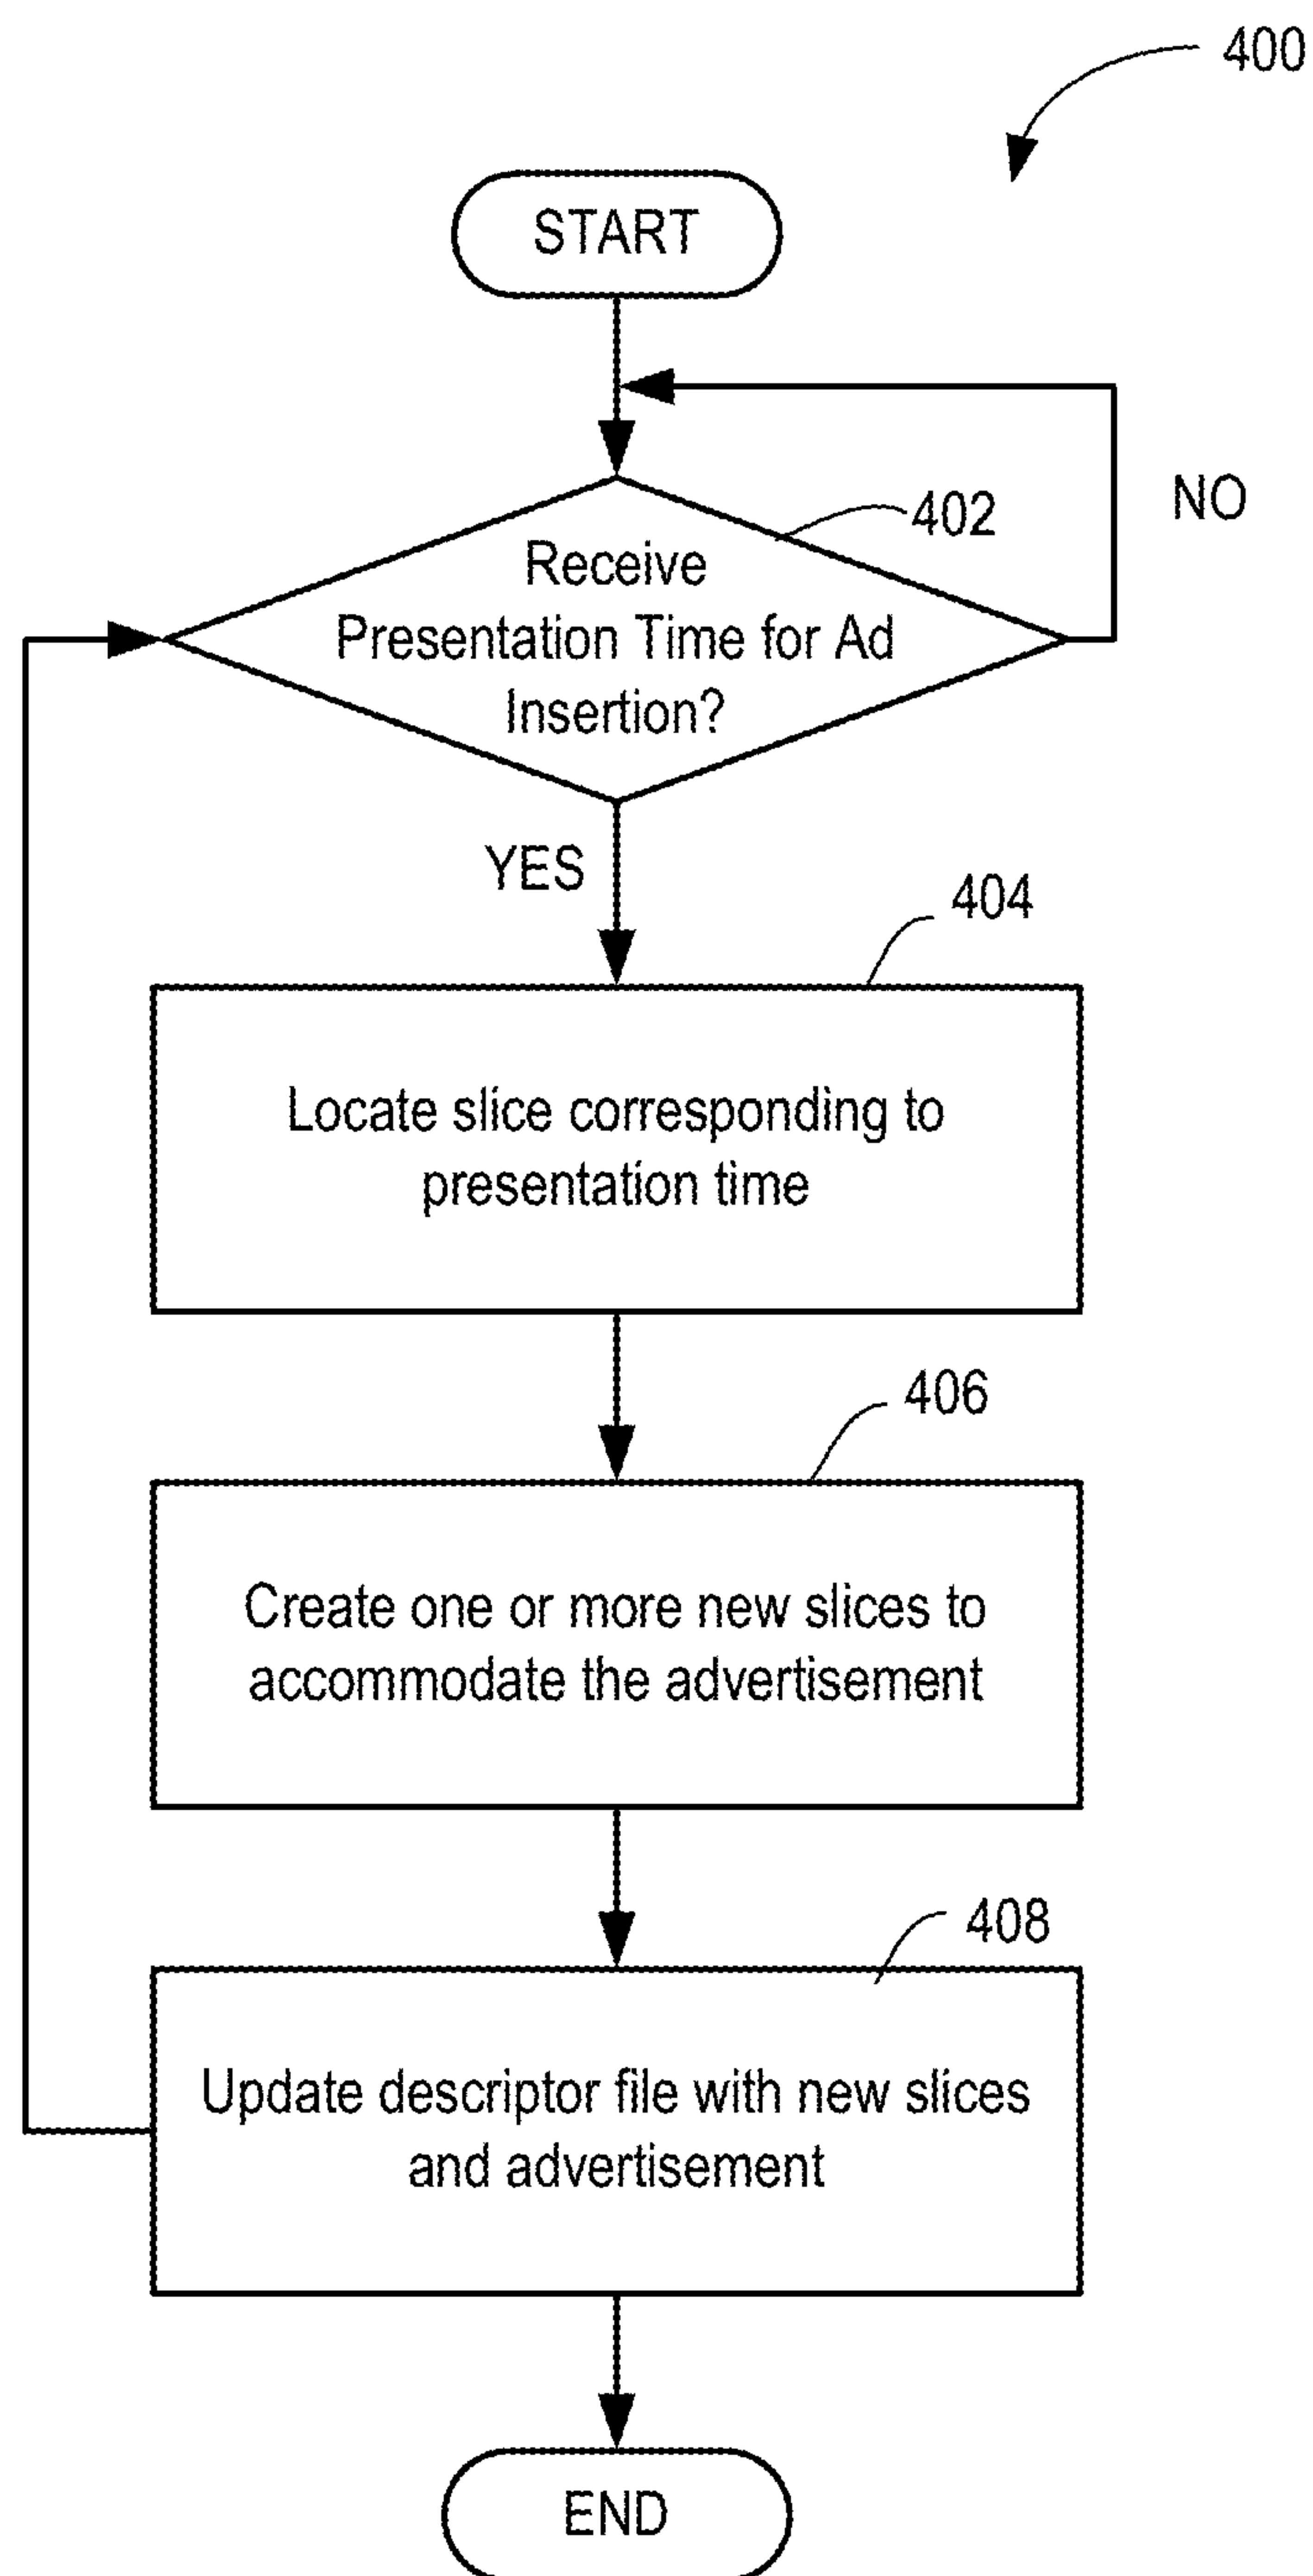 400
START
NO
402
Receive
Presentation Time for Ad
Insertion?
YES
404
Locate slice corresponding to
presentation time
406
Create one or more new slices to
accommodate the advertisement
408
Update descriptor file with new slices
and advertisement
END